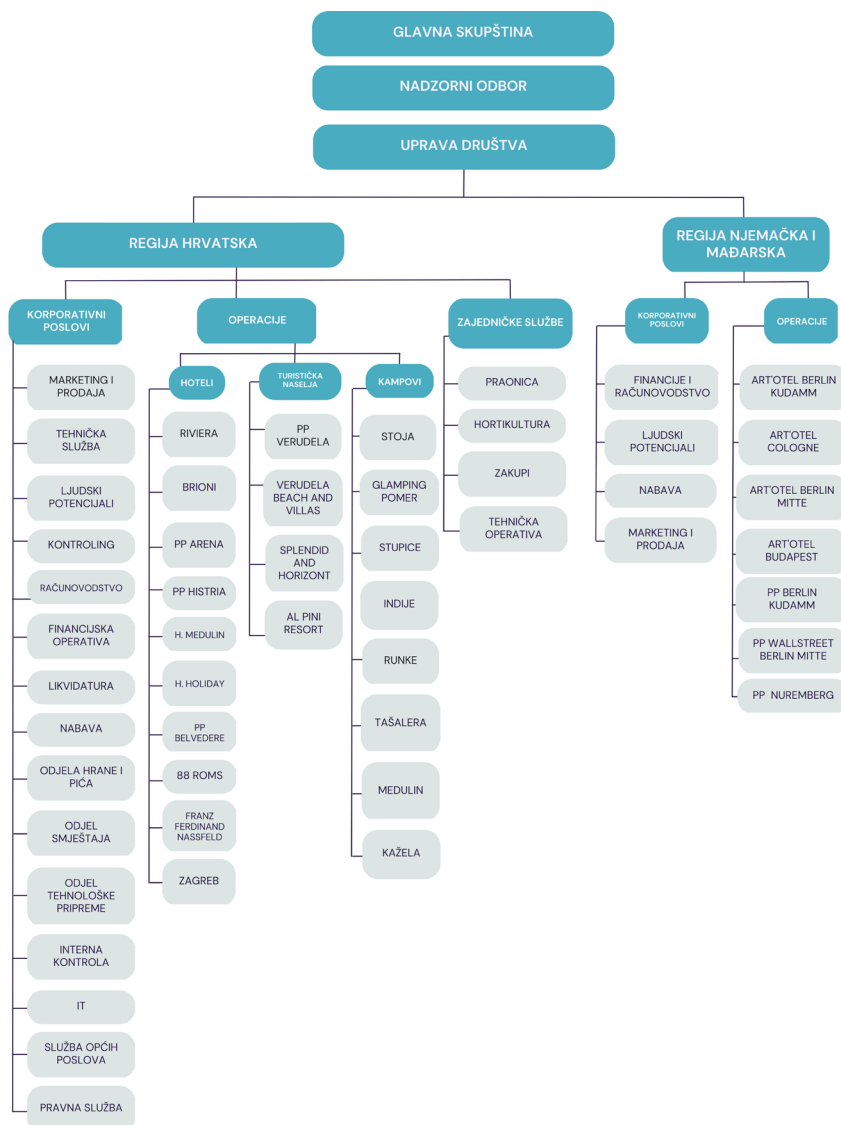 GLAVNA SKUPŠTINA
NADZORNI ODBOR
UPRAVA DRUŠTVA
REGIJA HRVATSKA
KORPORATIVNI
POSLOVI
MARKETING I
PRODAJA
TEHNIČKA
SLUŽBA
LJUDSKI
POTENCIJALI
KONTROLING
RAČUNOVODSTVO
FINANCIJSKA
OPERATIVA
LIKVIDATURA
NABAVA
ODJELA HRANE I
PIĆA
ODJEL
SMJEŠTAJA
ODJEL
TEHNOLOŠKE
PRIPREME
INTERNA
KONTROLA
IT
SLUŽBA OPĆIH
POSLOVA
PRAVNA SLUŽBA
OPERACIJE
HOTELI
RIVIERA
BRIONI
PP ARENA
PP HISTRIA
H. MEDULIN
H. HOLIDAY
PP
BELVEDERE
88 ROMS
FRANZ
FERDINAND
NASSFELD
ZAGREB
TURISTIČKA
NASELJA
PP
VERUDELA
VERUDELA
BEACH AND
VILLAS
SPLENDID
AND
HORIZONT
AL PINI
RESORT
KAMPOVI
STOJA
GLAMPING
POMER
STUPICE
INDIJE
RUNKE
TAŠALERA
MEDULIN
KAŽELA
ZAJEDNIČKE SLUŽBE
PRAONICA
HORTIKULTURA
ZAKUPI
TEHNIČKA
OPERATIVA
REGIJA NJEMAČKA I
MAĐARSKA
KORPORATIVNI
POSLOVI
FINANCIJE I
RAČUNOVODSTVO
LJUDSKI
POTENCIJALI
NABAVA
MARKETING I
PRODAJA
OPERACIJE
ART'OTEL BERLIN
KUDAMM
ART'OTEL
COLOGNE
ART'OTEL BERLIN
MITTE
ART'OTEL
BUDAPEST
PP BERLIN
KUDAMM
PP WALLSTREET
BERLIN MITTE
PP NUREMBERG